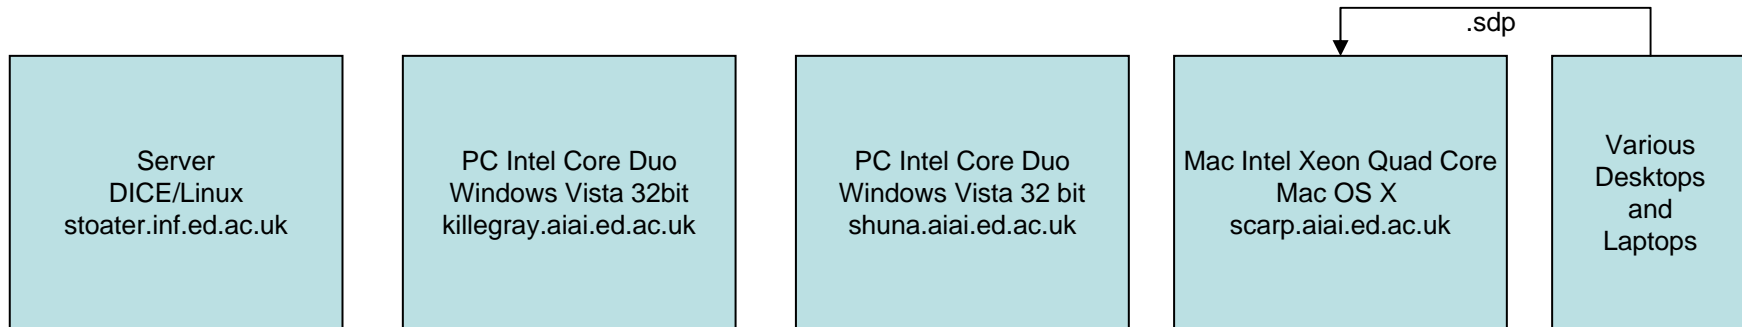 .sdp
Server
DICE/Linux
stoater.inf.ed.ac.uk
PC Intel Core Duo
Windows Vista 32bit
killegray.aiai.ed.ac.uk
PC Intel Core Duo
Windows Vista 32 bit
shuna.aiai.ed.ac.uk
Mac Intel Xeon Quad Core
Mac OS X
scarp.aiai.ed.ac.uk
Various
Desktops
and
Laptops